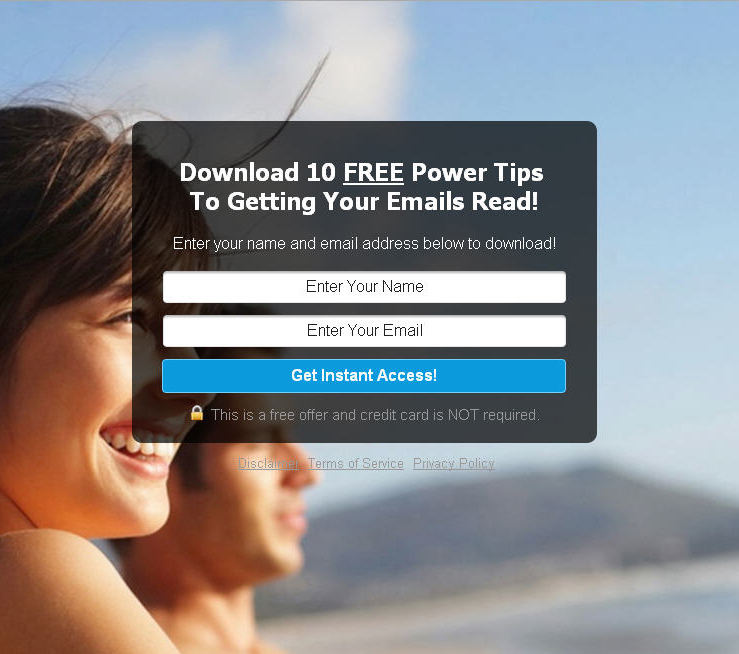 Download 10 FREE Power Tips
To Getting Your Emails Read!
Enter your name and email address below to download!
Enter Your Name
Enter Your Email
Get Instant Access!
This is a free offer and credit card is NOT required.
Disclaimer Terms of Service Privacy Policy